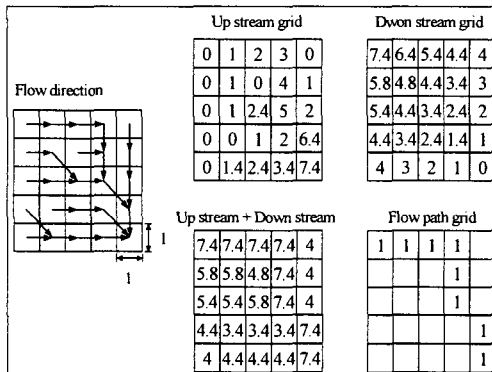 Up stream grid
0 1 2 3 0
0 1 0 4 1
0 1 2.4 5 2
0 0 1 2 6.4
0 1.4 2.4 3.4 7.4
Dwon stream grid
7.4 6.4 5.4 4.4 4
5.8 4.8 4.4 3.4 3
5.4 4.4 3.4 2.4 2
4.4 3.4 2.4 1.4 1
4 3 2 1 0
Flow direction
1
1
Up stream + Down stream
7.4 7.4 7.4 7.4 4
5.8 5.8 4.8 7.4 4
5.4 5.4 5.8 7.4 4
4.4 3.4 3.4 3.4 7.4
4 4.4 4.4 4.4 7.4
Flow path grid
1 1 1 1
1
1
1
1